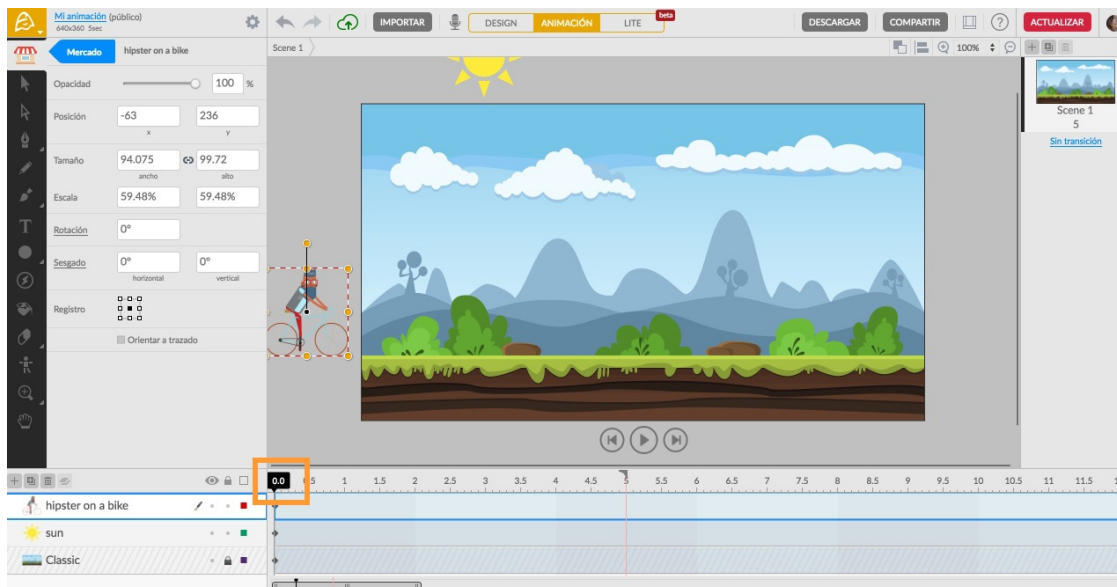 Mi animación (público)
640x360 5sec
IMPORTAR
DESIGN ANIMACIÓN LITE beta
DESCARGAR COMPARTIR ? ACTUALIZAR
Mercado hipster on a bike
Scene 1
100%
Opacidad 100 %
Posición -63 236
x y
Tamaño 94.075 99.72
ancho alto
Escala 59.48% 59.48%
Rotación 0°
Sesgado 0° 0°
horizontal vertical
Registro
Orientar a trazado
Scene 1
5
Sin transición
0.0 1 1.5 2 2.5 3 3.5 4 4.5 5 5.5 6 6.5 7 7.5 8 8.5 9 9.5 10 10.5 11 11.5
hipster on a bike
sun
Classic